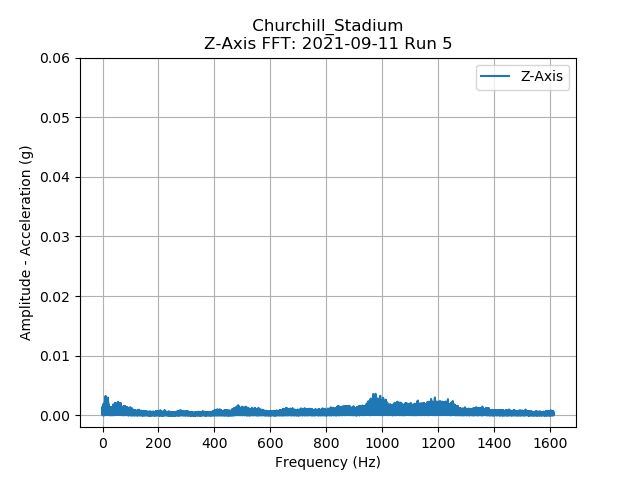 Churchill_Stadium
Z-Axis FFT: 2021-09-11 Run 5
Z-Axis
0.06
0.05
0.04
0.03
0.02
0.01
0.00
Amplitude - Acceleration (g)
0 200 400 600 800 1000 1200 1400 1600
Frequency (Hz)